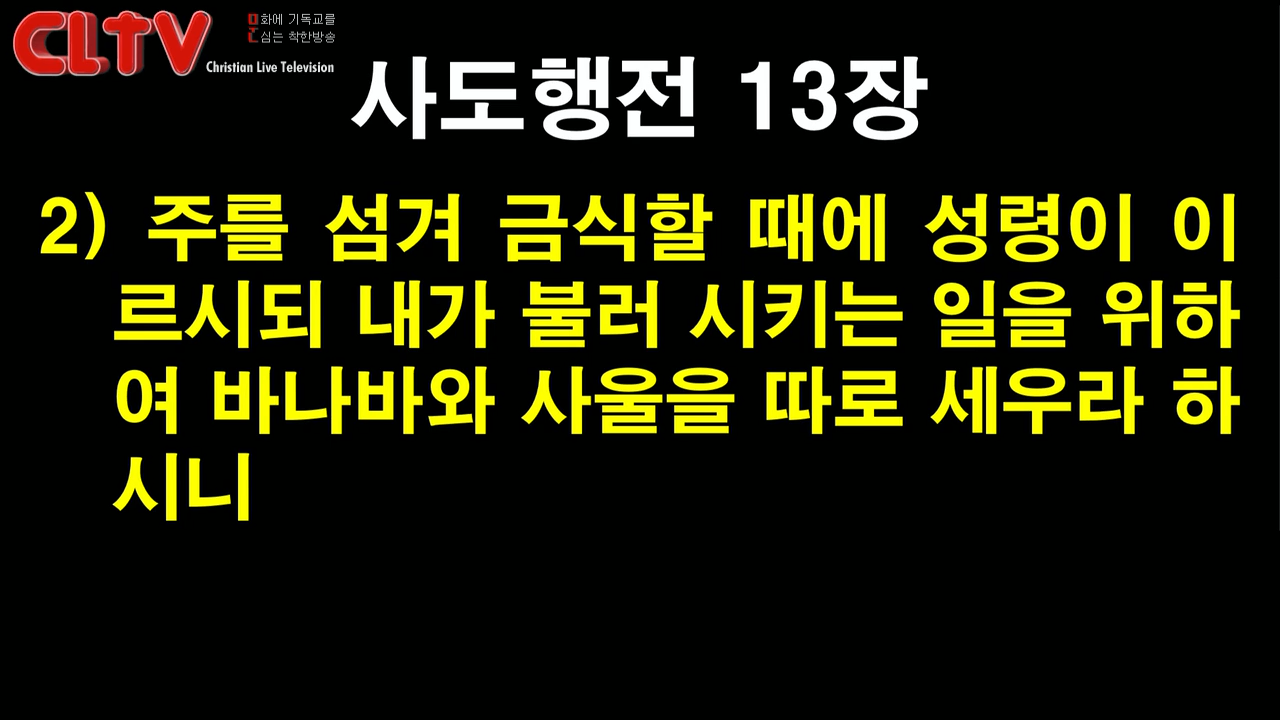 CLTV
문화에 기독교를
심는 착한방송
Christian Live Television
사도행전 13장
2) 주를 섬겨 금식할 때에 성령이 이
르시되 내가 불러 시키는 일을 위하
여 바나바와 사울을 따로 세우라 하
시니